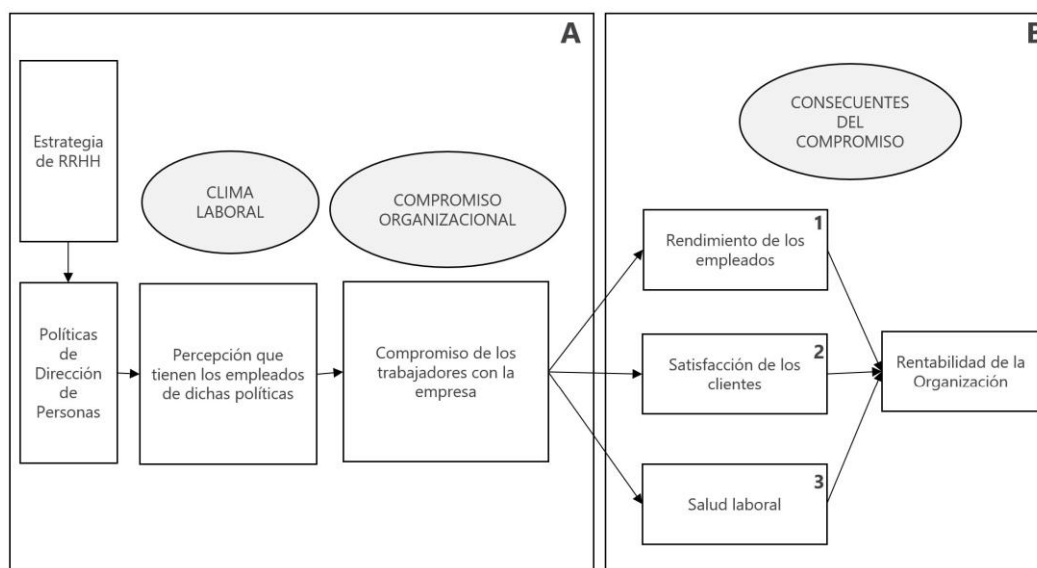 A
Estrategia
de RRHH
CLIMA
LABORAL
COMPROMISO
ORGANIZACIONAL
Políticas
de
Dirección
de
Personas
Percepción que
tienen los empleados
de dichas políticas
Compromiso de los
trabajadores con la
empresa
B
CONSECUENTES
DEL
COMPROMISO
1
Rendimiento de los
empleados
2
Satisfacción de los
clientes
3
Salud laboral
Rentabilidad de la
Organización